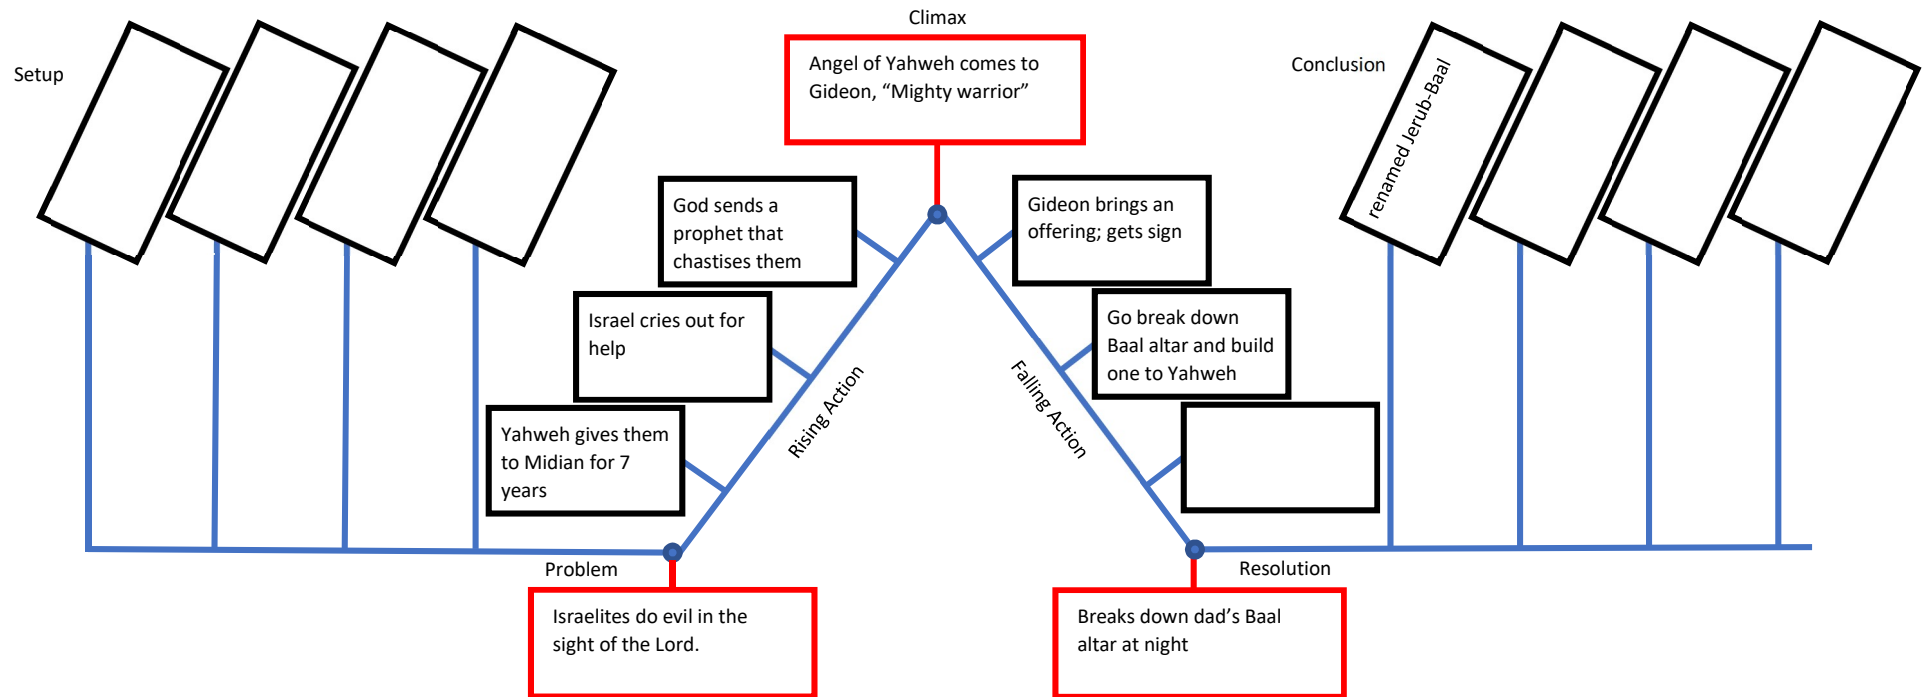 Setup
Climax
Angel of Yahweh comes to
Gideon, “Mighty warrior”
God sends a
prophet that
chastises them
Israel cries out for
help
Yahweh gives them
to Midian for 7
years
Rising Action
Problem
Israelites do evil in the
sight of the Lord.
Gideon brings an
offering; gets sign
Go break down
Baal altar and build
one to Yahweh
Falling Action
Resolution
Breaks down dad’s Baal
altar at night
Conclusion
renamed Jerub-Baal